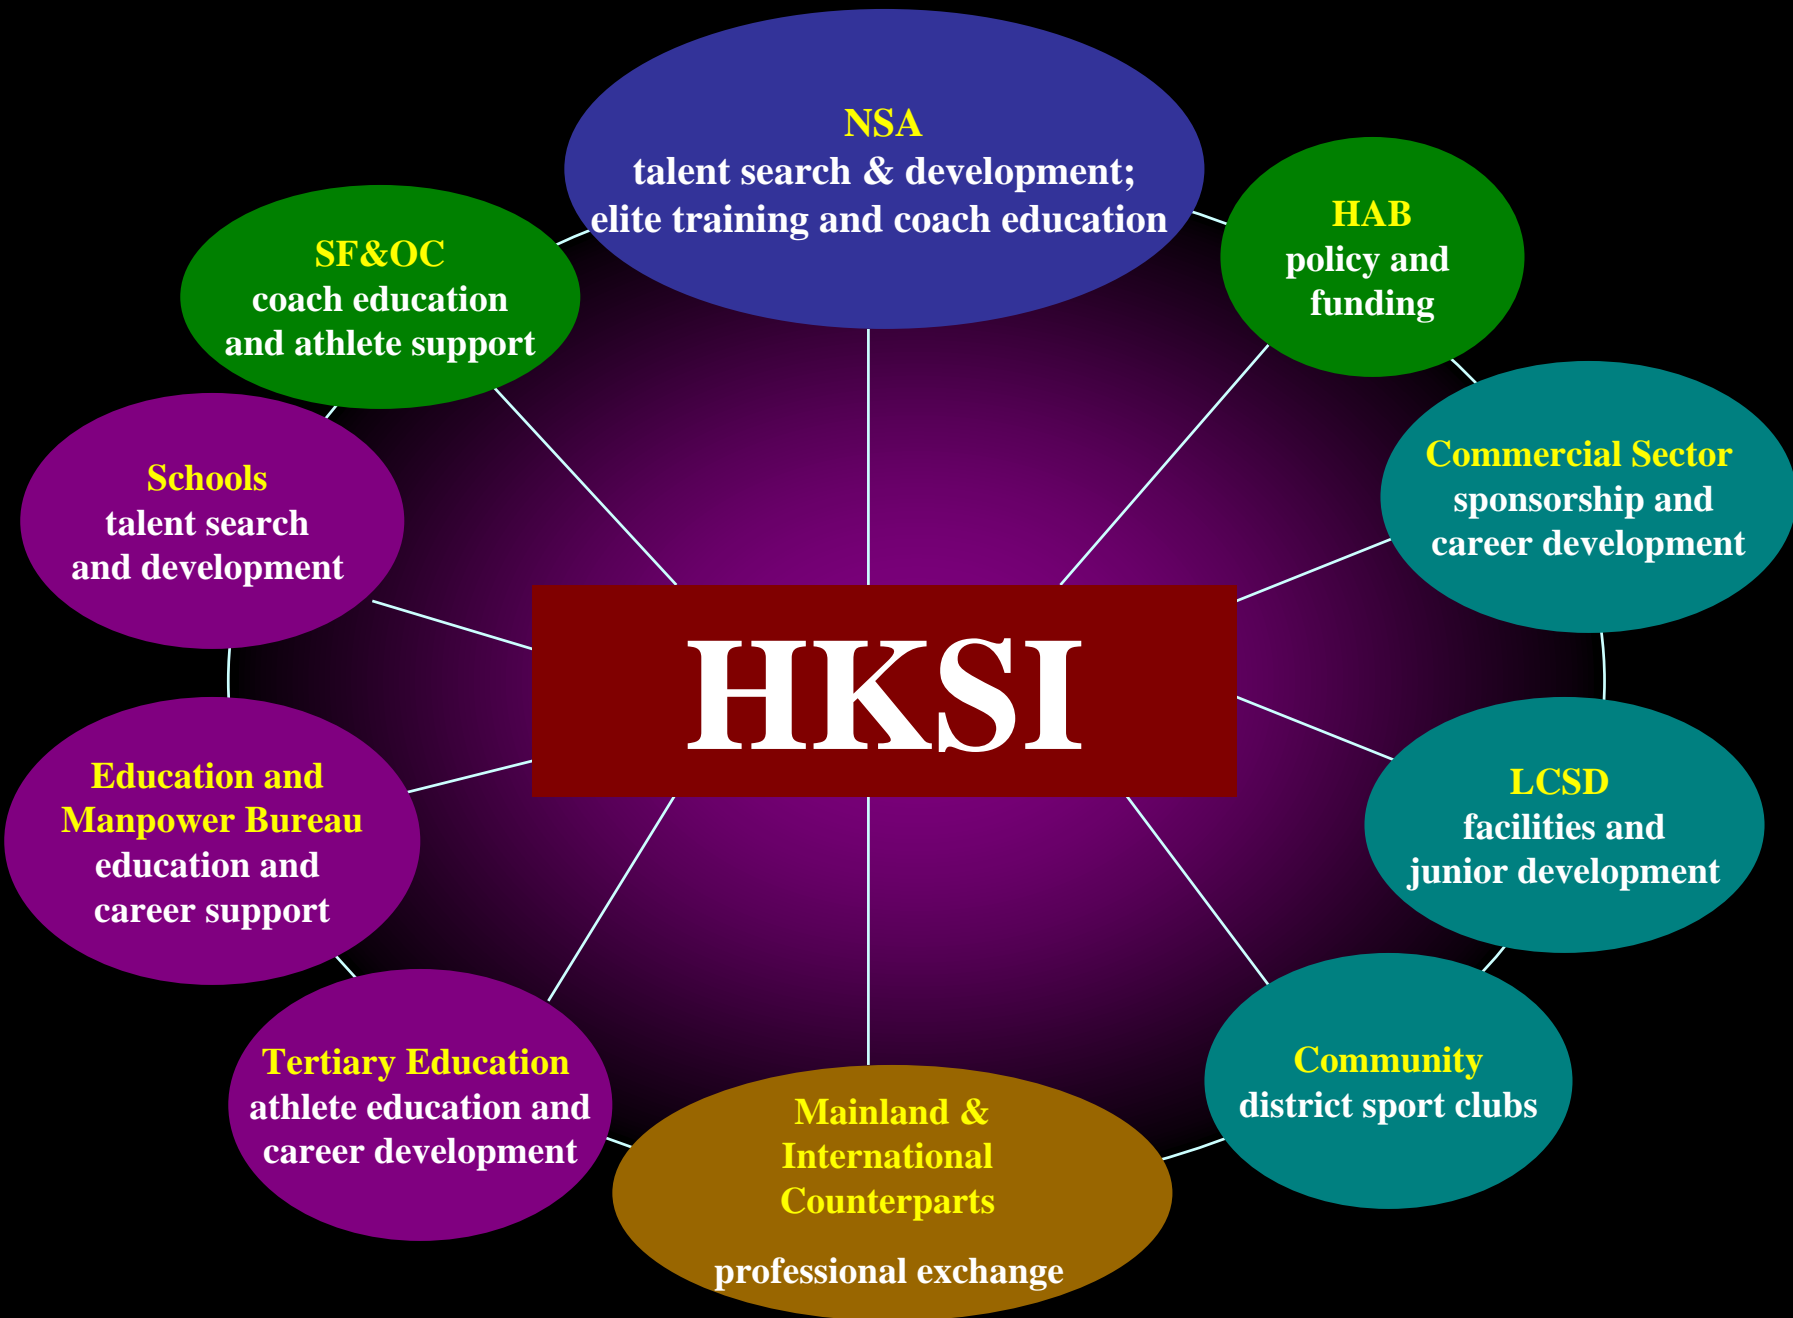 NSA
talent search & development;
elite training and coach education
HAB
policy and
funding
SF&OC
coach education
and athlete support
Commercial Sector
sponsorship and
career development
Schools
talent search
and development
HKSI
Education and
Manpower Bureau
education and
career support
LCSD
facilities and
junior development
Tertiary Education
athlete education and
career development
Community
district sport clubs
Mainland &
International
Counterparts
professional exchange